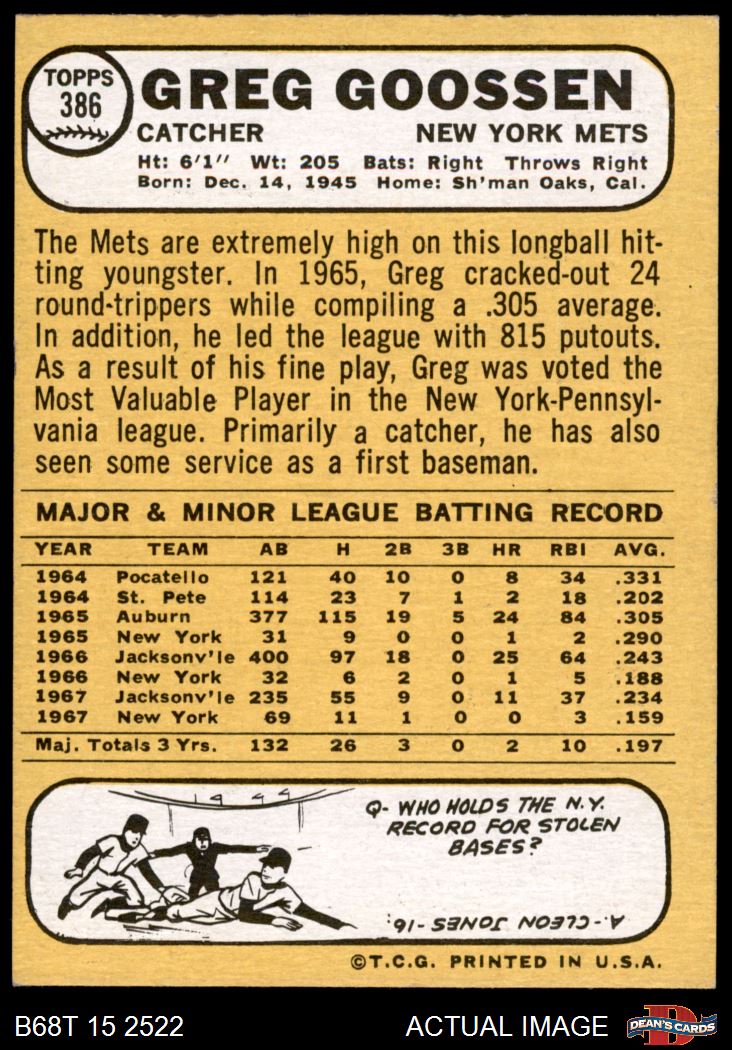 TOPPS
386
GREG GOOSSEN
CATCHER NEW YORK METS
Ht: 6'1" Wt: 205 Bats: Right Throws Right
Born: Dec. 14, 1945 Home: Sh'man Oaks, Cal.
The Mets are extremely high on this longball hit-
ting youngster. In 1965, Greg cracked-out 24
round-trippers while compiling a .305 average.
In addition, he led the league with 815 putouts.
As a result of his fine play, Greg was voted the
Most Valuable Player in the New York-Pennsyl-
vania league. Primarily a catcher, he has also
seen some service as a first baseman.
MAJOR & MINOR LEAGUE BATTING RECORD
YEAR TEAM AB H 2B 3B HR RBI AVG.
1964 Pocatello 121 40 10 0 8 34 .331
1964 St. Pete 114 23 7 1 2 18 .202
1965 Auburn 377 115 19 5 24 84 .305
1965 New York 31 9 0 0 1 2 .290
1966 Jacksonv'le 400 97 18 0 25 64 .243
1966 New York 32 6 2 0 1 5 .188
1967 Jacksonv'le 235 55 9 0 11 37 .234
1967 New York 69 11 1 0 0 3 .159
Maj. Totals 3 Yrs. 132 26 3 0 2 10 .197
Q- WHO HOLDS THE N.Y.
RECORD FOR STOLEN
BASES?
A.- CLEON JONES -16.
©T.C.G. PRINTED IN U.S.A.
B68T 15 2522 ACTUAL IMAGE DEAN'S CARDS